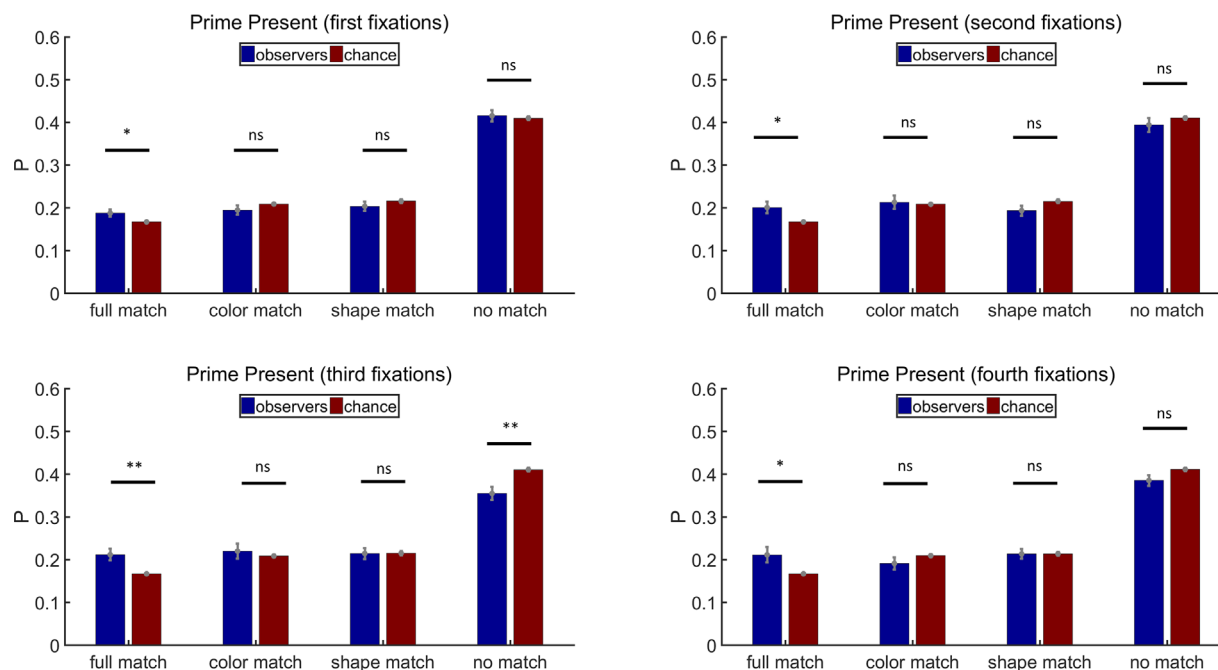 Prime Present (first fixations)
observers chance
0.6
0.5
0.4
0.3
0.2
0.1
0
P
*
ns
ns
ns
full match color match shape match no match
Prime Present (second fixations)
observers chance
0.6
0.5
0.4
0.3
0.2
0.1
0
P
*
ns
ns
ns
full match color match shape match no match
Prime Present (third fixations)
observers chance
0.6
0.5
0.4
0.3
0.2
0.1
0
P
**
ns
ns
**
full match color match shape match no match
Prime Present (fourth fixations)
observers chance
0.6
0.5
0.4
0.3
0.2
0.1
0
P
*
ns
ns
ns
full match color match shape match no match